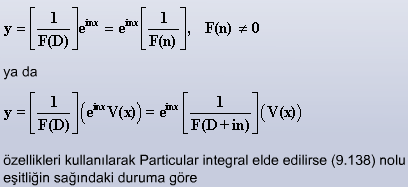 y = [1/F(D)] e^{inx} = e^{inx} [1/F(n)], F(n) ≠ 0
ya da
y = [1/F(D)] (e^{inx} V(x)) = e^{inx} [1/F(D+in)] (V(x))
özellikleri kullanılarak Particular integral elde edilirse (9.138) nolu
eşitliğin sağındaki duruma göre